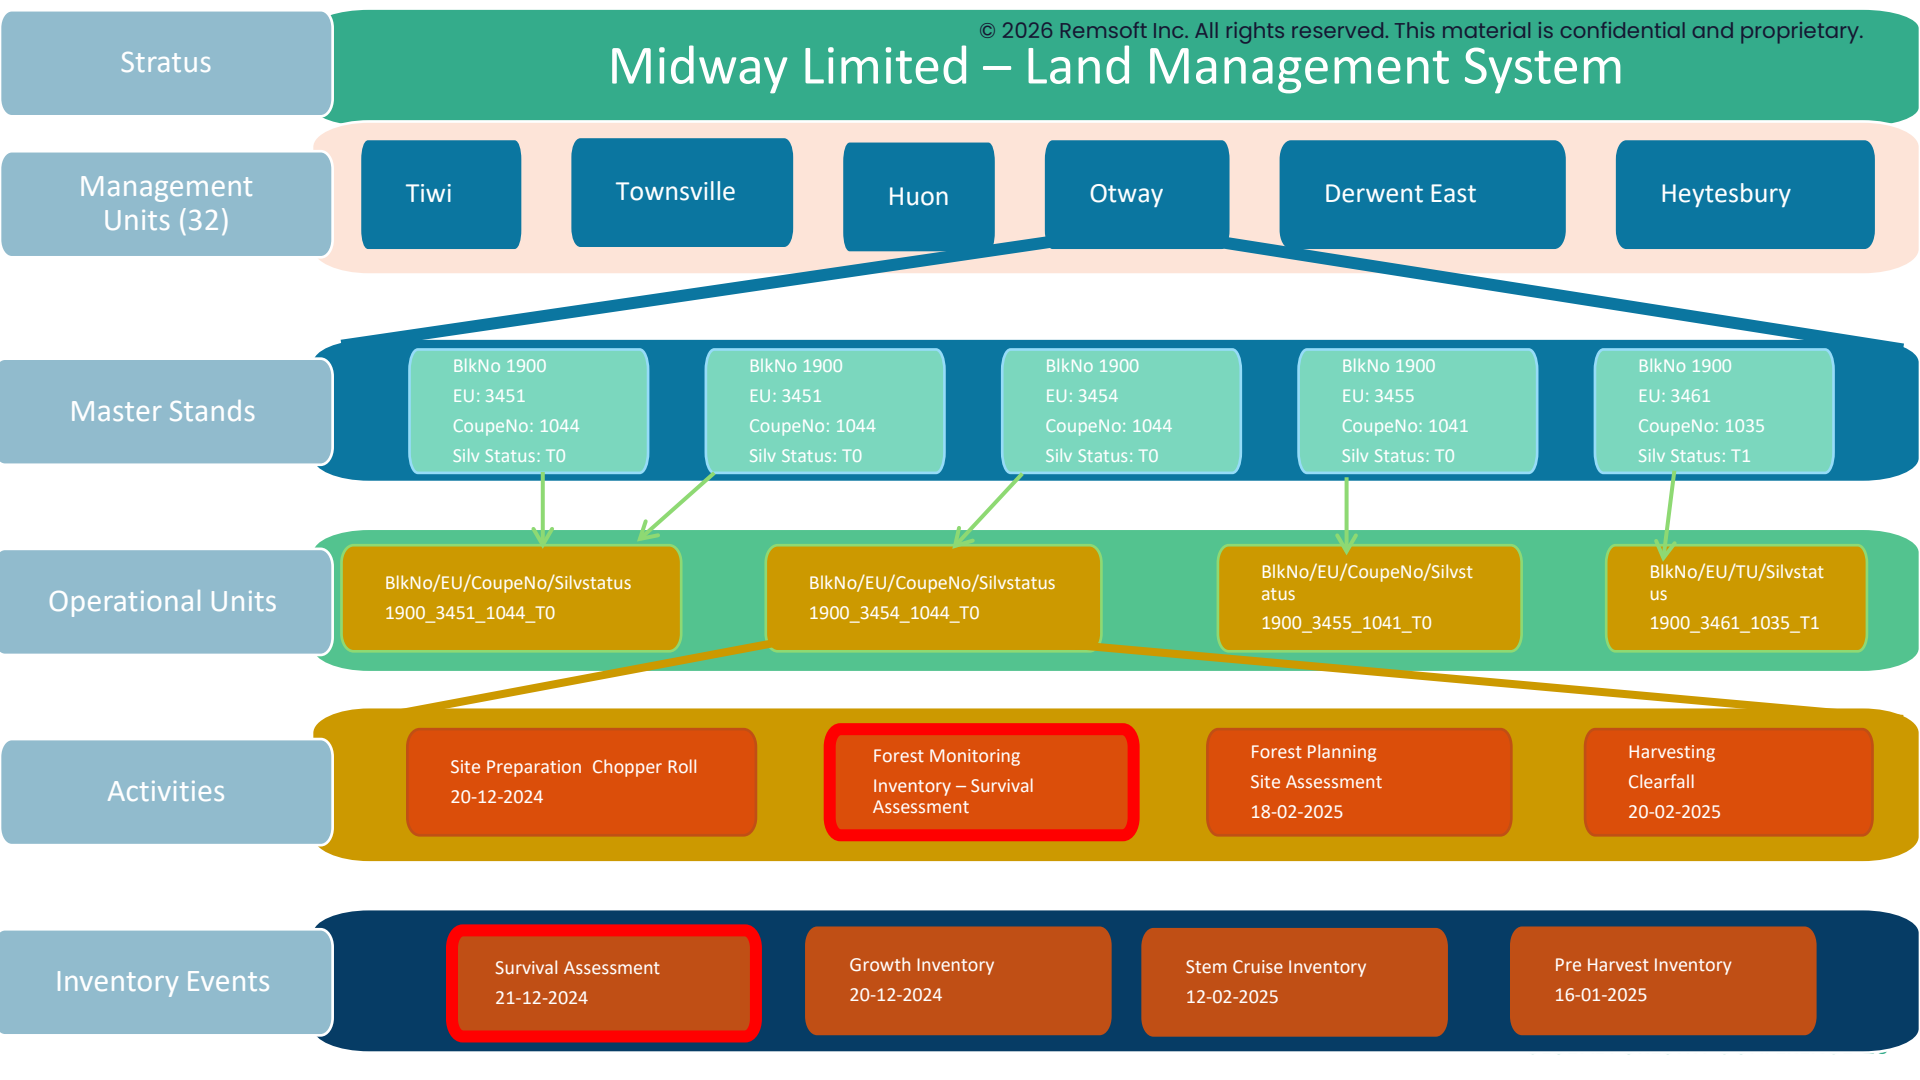 Stratus
© 2026 Remsoft Inc. All rights reserved. This material is confidential and proprietary.
Midway Limited – Land Management System
Management
Units (32)
Tiwi
Townsville
Huon
Otway
Derwent East
Heytesbury
Master Stands
BlkNo 1900
EU: 3451
CoupeNo: 1044
Silv Status: T0
BlkNo 1900
EU: 3451
CoupeNo: 1044
Silv Status: T0
BlkNo 1900
EU: 3454
CoupeNo: 1044
Silv Status: T0
BlkNo 1900
EU: 3455
CoupeNo: 1041
Silv Status: T0
BlkNo 1900
EU: 3461
CoupeNo: 1035
Silv Status: T1
Operational Units
BlkNo/EU/CoupeNo/Silvstatus
1900_3451_1044_T0
BlkNo/EU/CoupeNo/Silvstatus
1900_3454_1044_T0
BlkNo/EU/CoupeNo/Silvst
atus
1900_3455_1041_T0
BlkNo/EU/TU/Silvstat
us
1900_3461_1035_T1
Activities
Site Preparation  Chopper Roll
20-12-2024
Forest Monitoring
Inventory – Survival
Assessment
Forest Planning
Site Assessment
18-02-2025
Harvesting
Clearfall
20-02-2025
Inventory Events
Survival Assessment
21-12-2024
Growth Inventory
20-12-2024
Stem Cruise Inventory
12-02-2025
Pre Harvest Inventory
16-01-2025